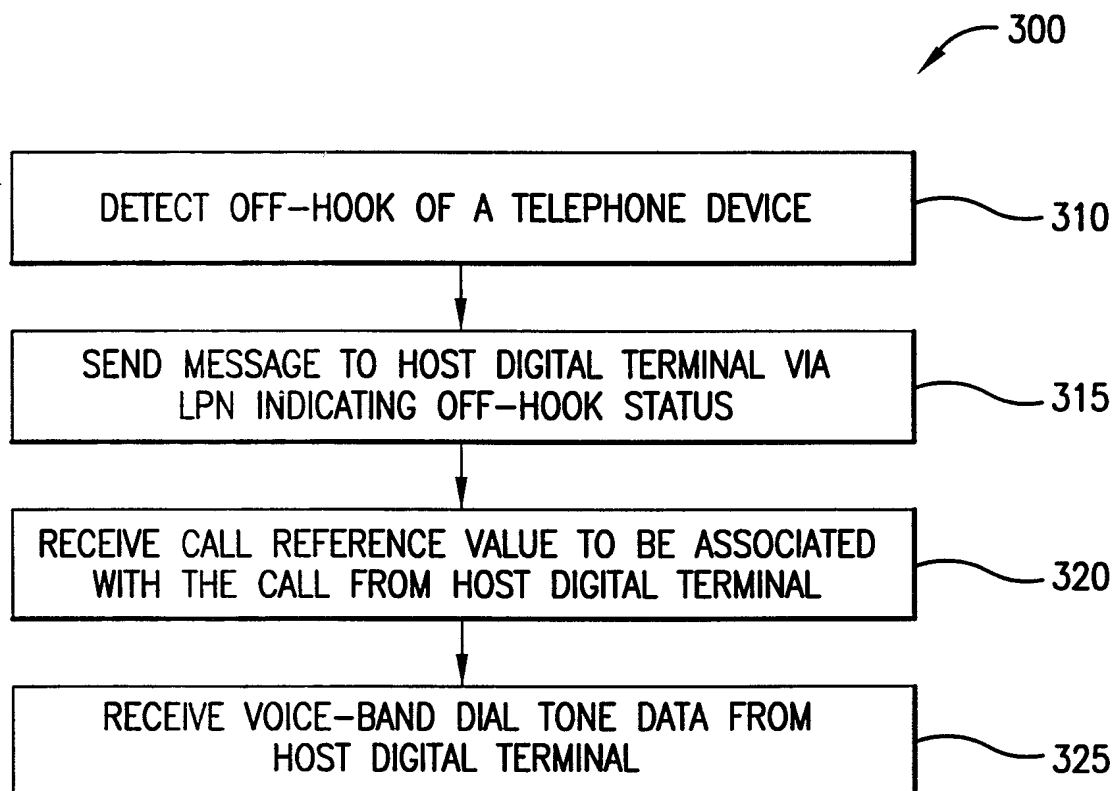 300
DETECT OFF-HOOK OF A TELEPHONE DEVICE
310
SEND MESSAGE TO HOST DIGITAL TERMINAL VIA
LPN INDICATING OFF-HOOK STATUS
315
RECEIVE CALL REFERENCE VALUE TO BE ASSOCIATED
WITH THE CALL FROM HOST DIGITAL TERMINAL
320
RECEIVE VOICE-BAND DIAL TONE DATA FROM
HOST DIGITAL TERMINAL
325